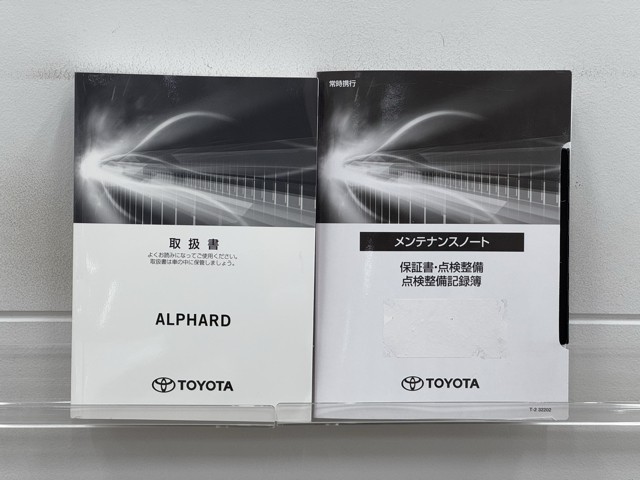 取扱書
よくお読みになってご使用ください。
取扱書は車の中に保管しましょう。
ALPHARD
TOYOTA
常時携行
メンテナンスノート
保証書・点検整備
点検整備記録簿
TOYOTA